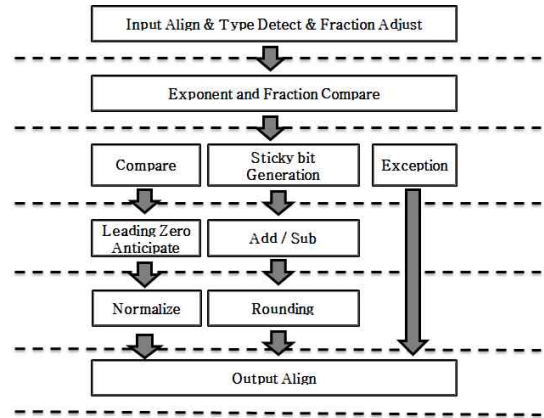 Input Align & Type Detect & Fraction Adjust
Exponent and Fraction Compare
Compare
Sticky bit
Generation
Exception
Leading Zero
Anticipate
Add / Sub
Normalize
Rounding
Output Align